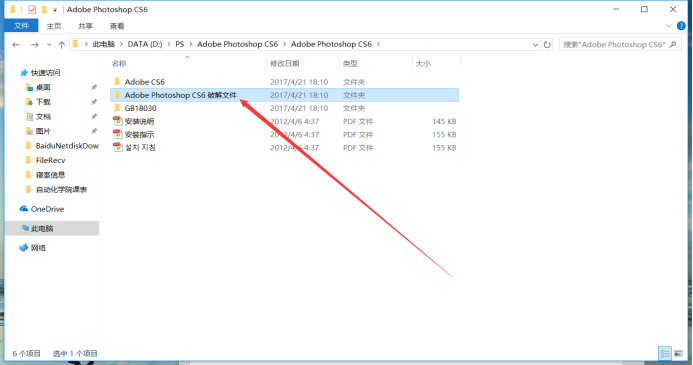 Adobe Photoshop CS6
文件 主页 共享 查看
此电脑 DATA (D:) PS Adobe Photoshop CS6 Adobe Photoshop CS6
搜索"Adobe Photoshop CS6"
名称 修改日期 类型 大小
快速访问
桌面
下载
文档
图片
BaiduNetdiskDow
FileRecv
寝室信息
自动化学院课表
OneDrive
此电脑
网络
Adobe CS6 2017/4/21 18:10 文件夹
Adobe Photoshop CS6 破解文件 2017/4/21 18:10 文件夹
GB18030 2017/4/21 18:10 文件夹
安装说明 2012/4/6 4:37 PDF 文件 145 KB
安裝指示 2012/4/6 4:37 PDF 文件 155 KB
설치 지침 2012/4/6 4:37 PDF 文件 155 KB
6 个项目 选中 1 个项目